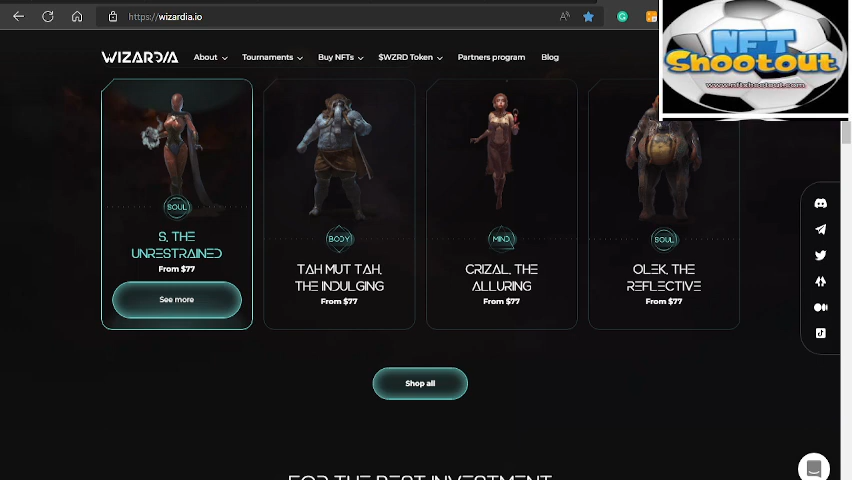 https://wizardia.io
NFT
Shootout
www.nftshootout.com
WIZARDIA
About
Tournaments
Buy NFTs
$WZRD Token
Partners program
Blog
SOUL
S, THE
UNRESTRAINED
From $77
See more
BODY
TAH MUT TAH,
THE INDULGING
From $77
MIND
CRIZAL, THE
ALLURING
From $77
SOUL
OLEK, THE
REFLECTIVE
From $77
Shop all
FOR THE BEST INVESTMENT